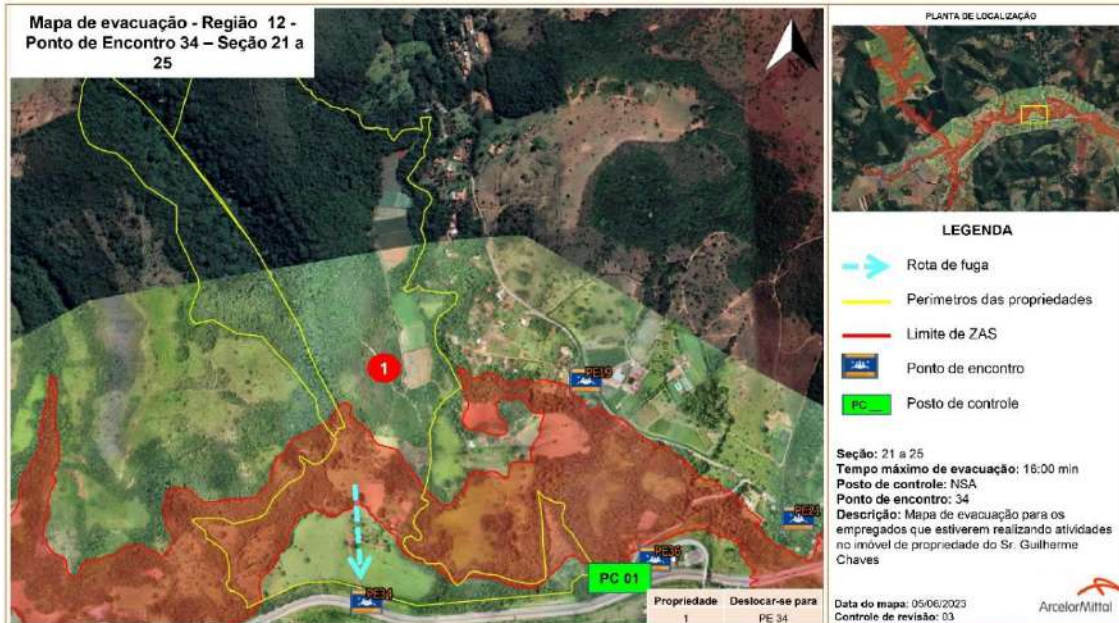 Mapa de evacuação - Região 12 -
Ponto de Encontro 34 – Seção 21 a
25
N
1
PE19
PE21
PE35
PE34
PC 01
Propriedade Deslocar-se para
1 PE 34
PLANTA DE LOCALIZAÇÃO
LEGENDA
Rota de fuga
Perímetros das propriedades
Limite de ZAS
Ponto de encontro
PC __ Posto de controle
Seção: 21 a 25
Tempo máximo de evacuação: 16:00 min
Posto de controle: NSA
Ponto de encontro: 34
Descrição: Mapa de evacuação para os
empregados que estiverem realizando atividades
no imóvel de propriedade do Sr. Guilherme
Chaves
Data do mapa: 05/06/2023
Controle de revisão: 03
ArcelorMittal